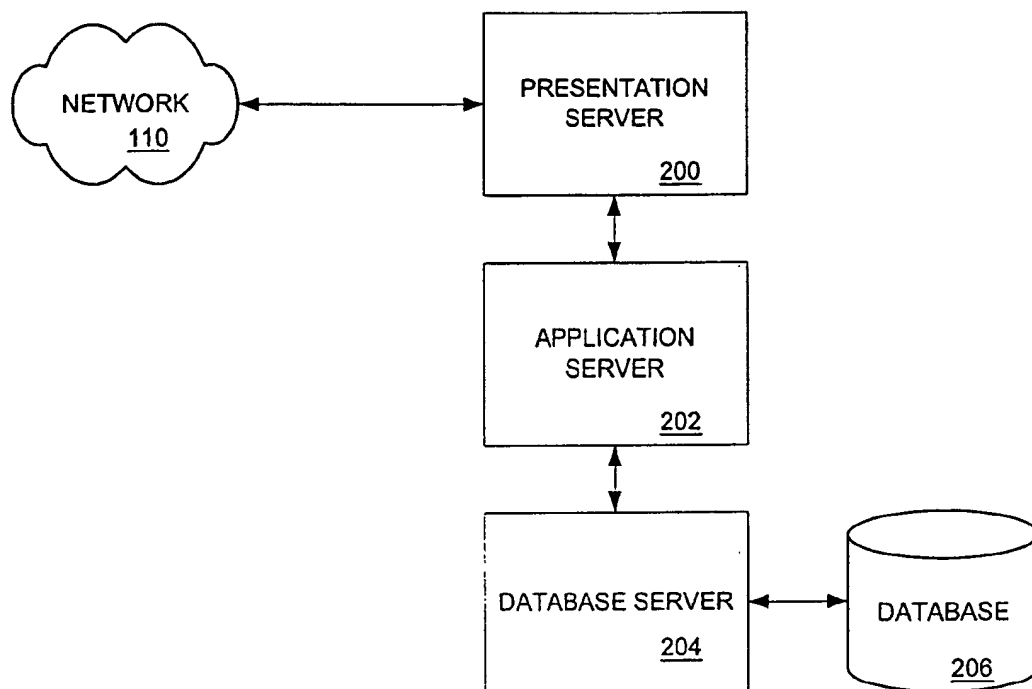 NETWORK
110
PRESENTATION
SERVER
200
APPLICATION
SERVER
202
DATABASE SERVER
204
DATABASE
206